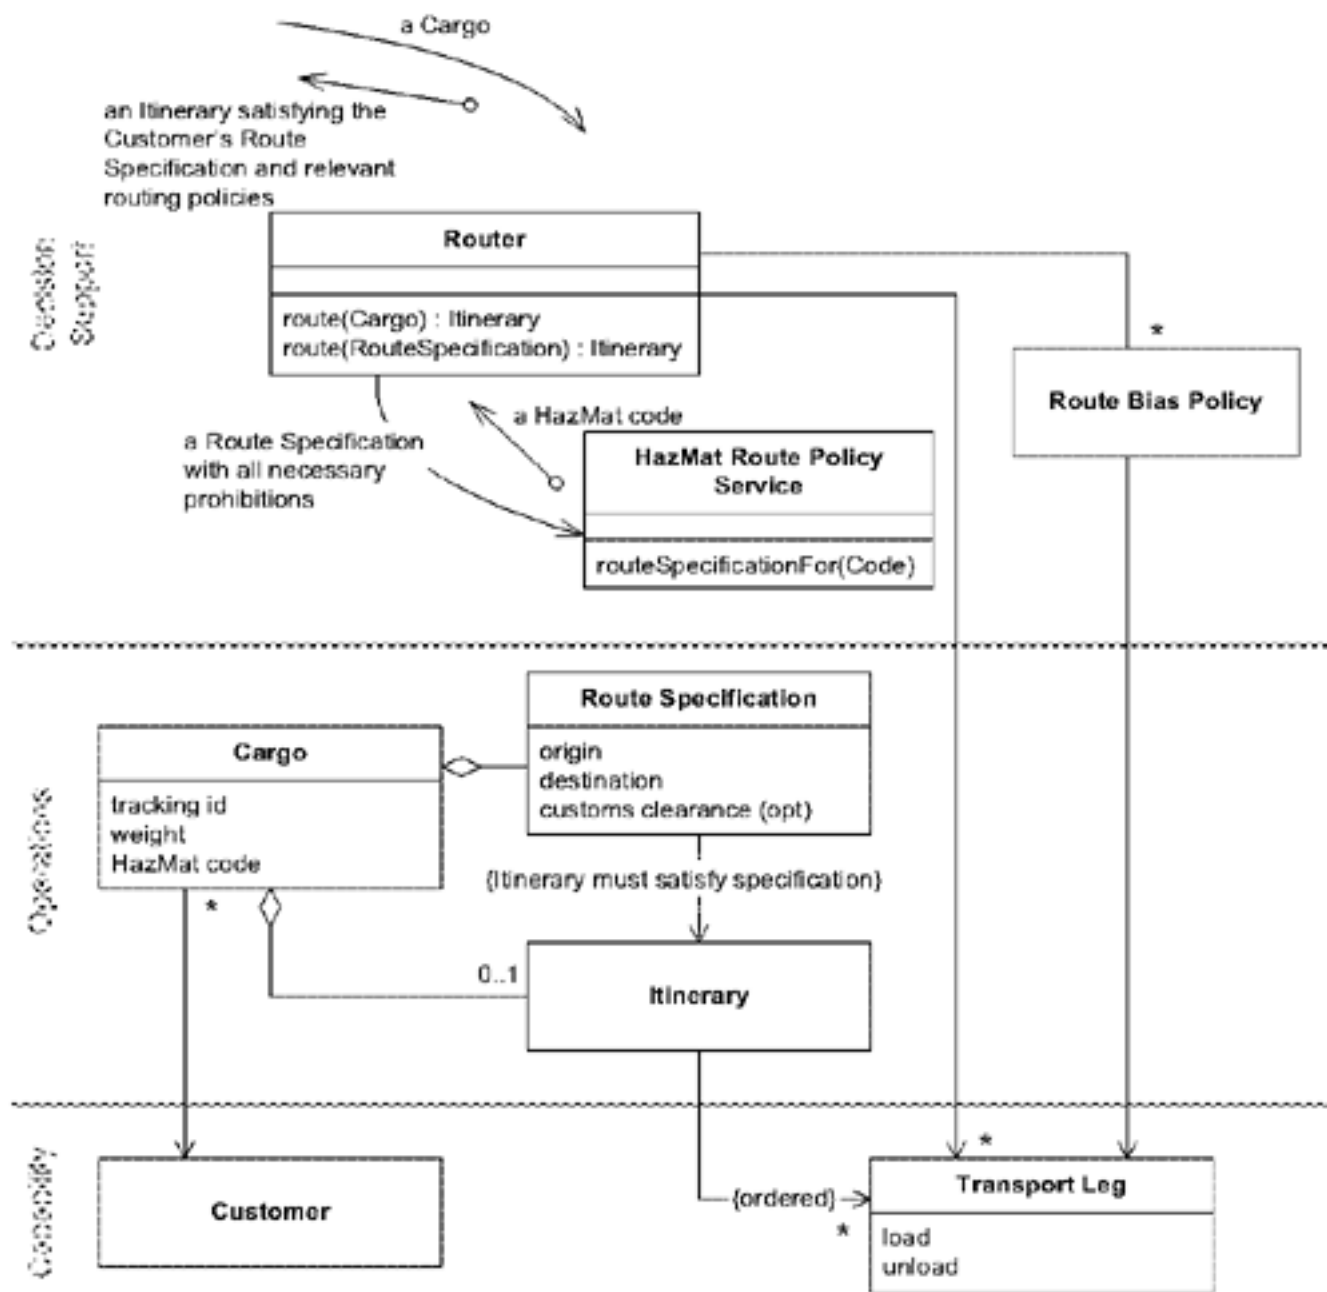 a Cargo
an Itinerary satisfying the
Customer's Route
Specification and relevant
routing policies
Decision
Support
Router
route(Cargo) : Itinerary
route(RouteSpecification) : Itinerary
*
Route Bias Policy
a HazMat code
a Route Specification
with all necessary
prohibitions
HazMat Route Policy
Service
routeSpecificationFor(Code)
Operations
Route Specification
origin
destination
customs clearance (opt)
Cargo
tracking id
weight
HazMat code
*
{Itinerary must satisfy specification}
0..1
Itinerary
Capability
Customer
{ordered}
*
*
Transport Leg
load
unload